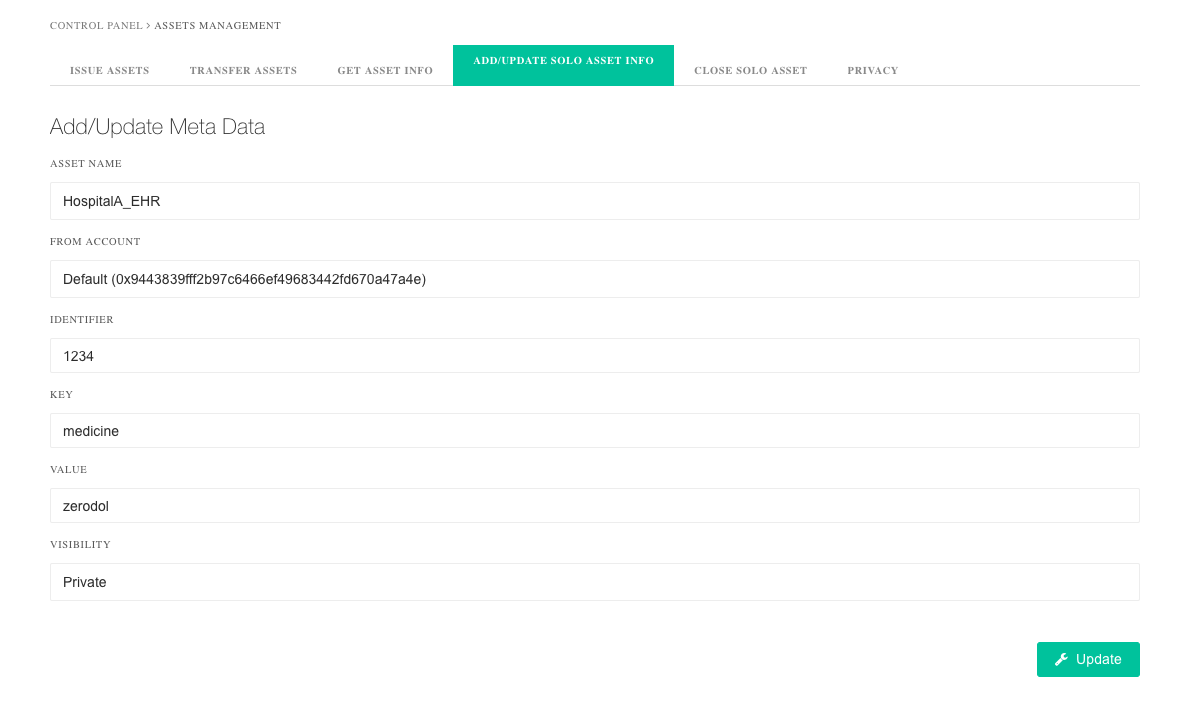 CONTROL PANEL > ASSETS MANAGEMENT
ISSUE ASSETS TRANSFER ASSETS GET ASSET INFO ADD/UPDATE SOLO ASSET INFO CLOSE SOLO ASSET PRIVACY
Add/Update Meta Data
ASSET NAME
HospitalA_EHR
FROM ACCOUNT
Default (0x9443839fff2b97c6466ef49683442fd670a47a4e)
IDENTIFIER
1234
KEY
medicine
VALUE
zerodol
VISIBILITY
Private
Update